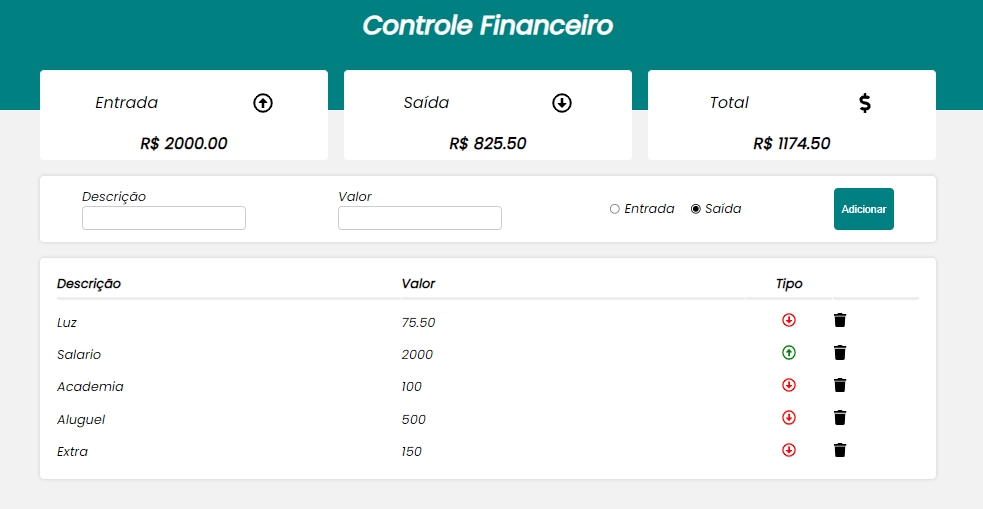 Controle Financeiro
Entrada
R$ 2000.00
Saída
R$ 825.50
Total
R$ 1174.50
Descrição
Valor
Entrada Saída
Adicionar
Descrição Valor Tipo
Luz 75.50
Salario 2000
Academia 100
Aluguel 500
Extra 150